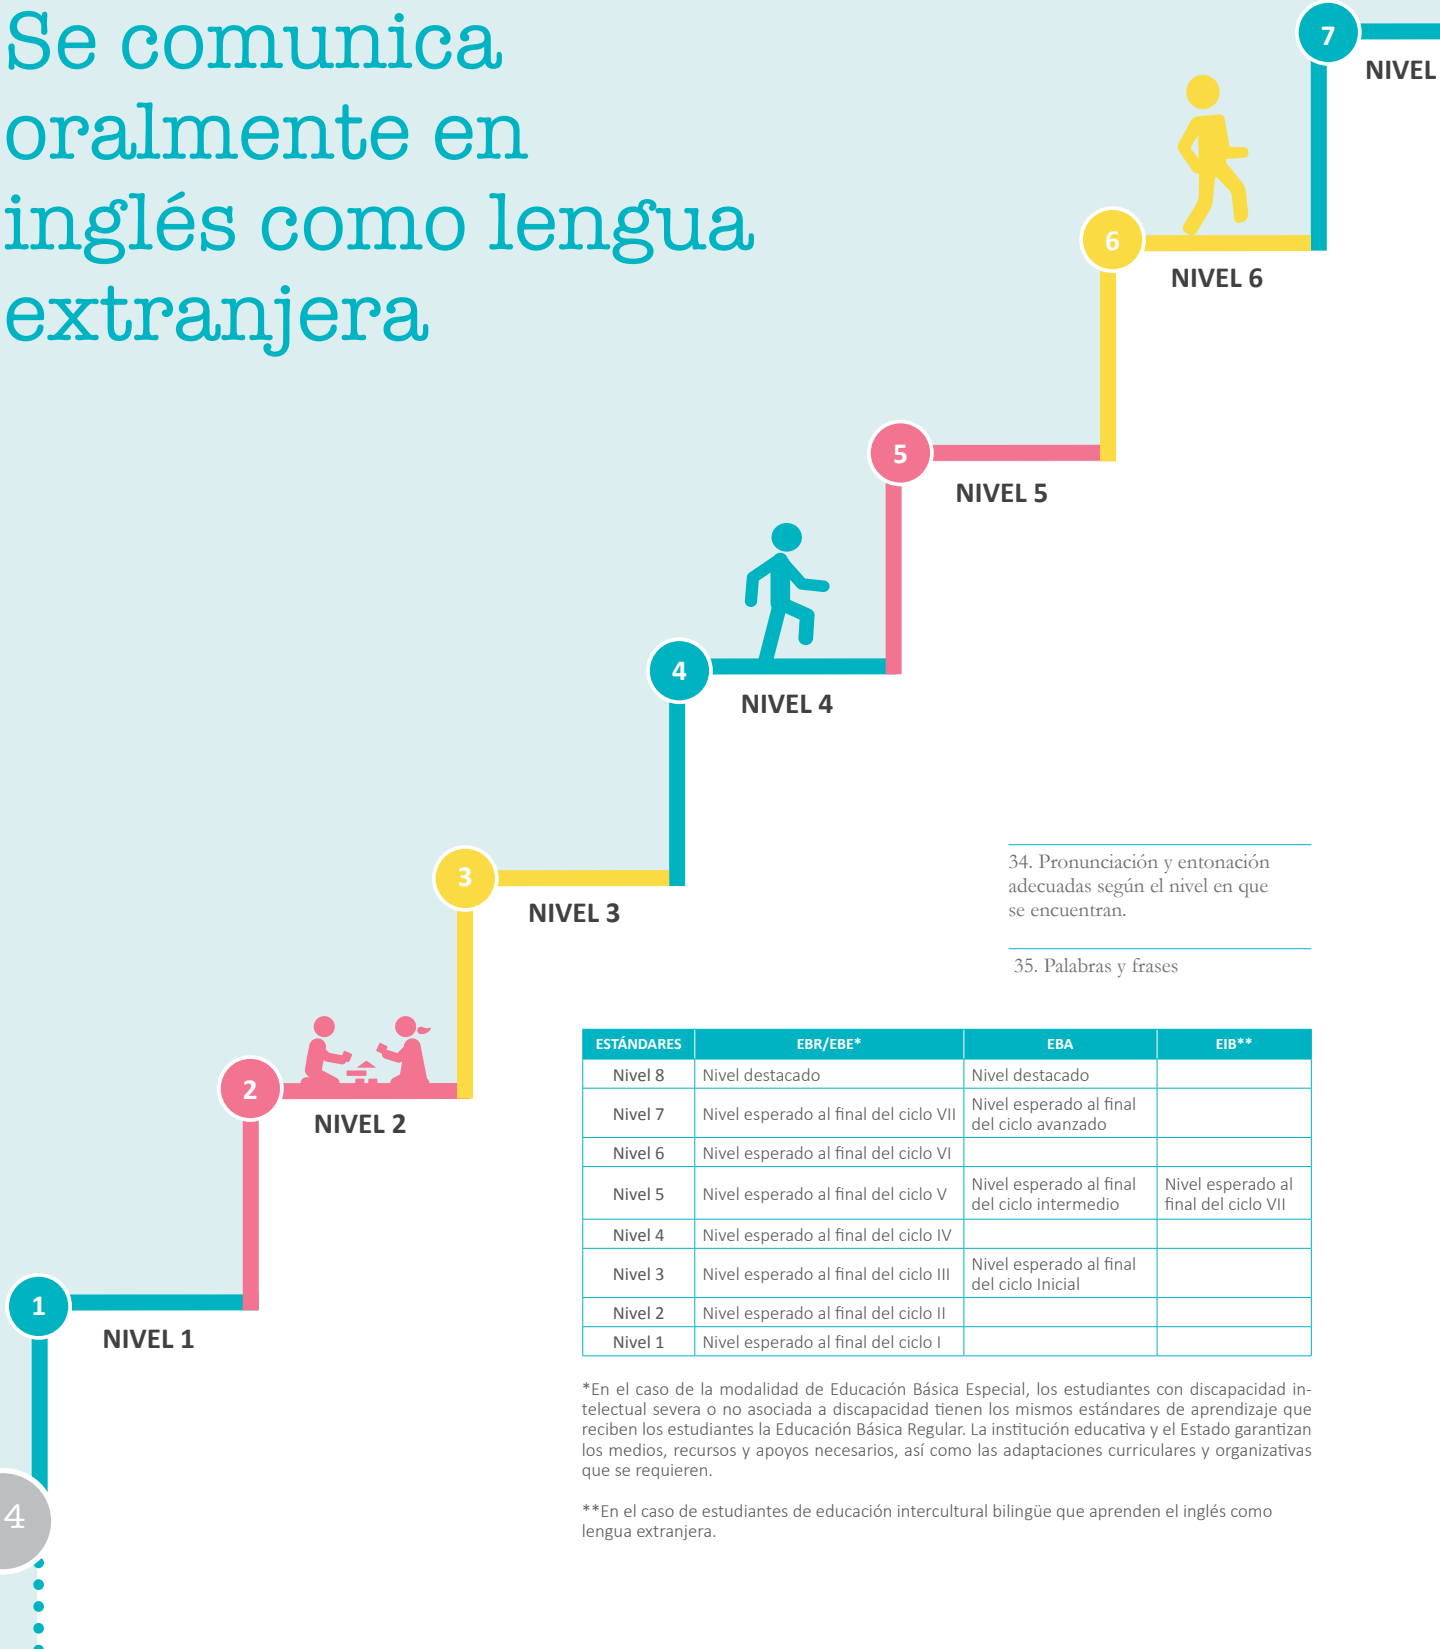 Se comunica
oralmente en
inglés como lengua
extranjera
7
NIVEL
6
NIVEL 6
5
NIVEL 5
4
NIVEL 4
3
NIVEL 3
2
NIVEL 2
1
NIVEL 1
34. Pronunciación y entonación
adecuadas según el nivel en que
se encuentran.
35. Palabras y frases
ESTÁNDARES EBR/EBE* EBA EIB**
Nivel 8 Nivel destacado Nivel destacado
Nivel 7 Nivel esperado al final del ciclo VII Nivel esperado al final
del ciclo avanzado
Nivel 6 Nivel esperado al final del ciclo VI
Nivel 5 Nivel esperado al final del ciclo V Nivel esperado al final
del ciclo intermedio Nivel esperado al
final del ciclo VII
Nivel 4 Nivel esperado al final del ciclo IV
Nivel 3 Nivel esperado al final del ciclo III Nivel esperado al final
del ciclo Inicial
Nivel 2 Nivel esperado al final del ciclo II
Nivel 1 Nivel esperado al final del ciclo I
*En el caso de la modalidad de Educación Básica Especial, los estudiantes con discapacidad in-
telectual severa o no asociada a discapacidad tienen los mismos estándares de aprendizaje que
reciben los estudiantes la Educación Básica Regular. La institución educativa y el Estado garantizan
los medios, recursos y apoyos necesarios, así como las adaptaciones curriculares y organizativas
que se requieren.
**En el caso de estudiantes de educación intercultural bilingüe que aprenden el inglés como
lengua extranjera.
4